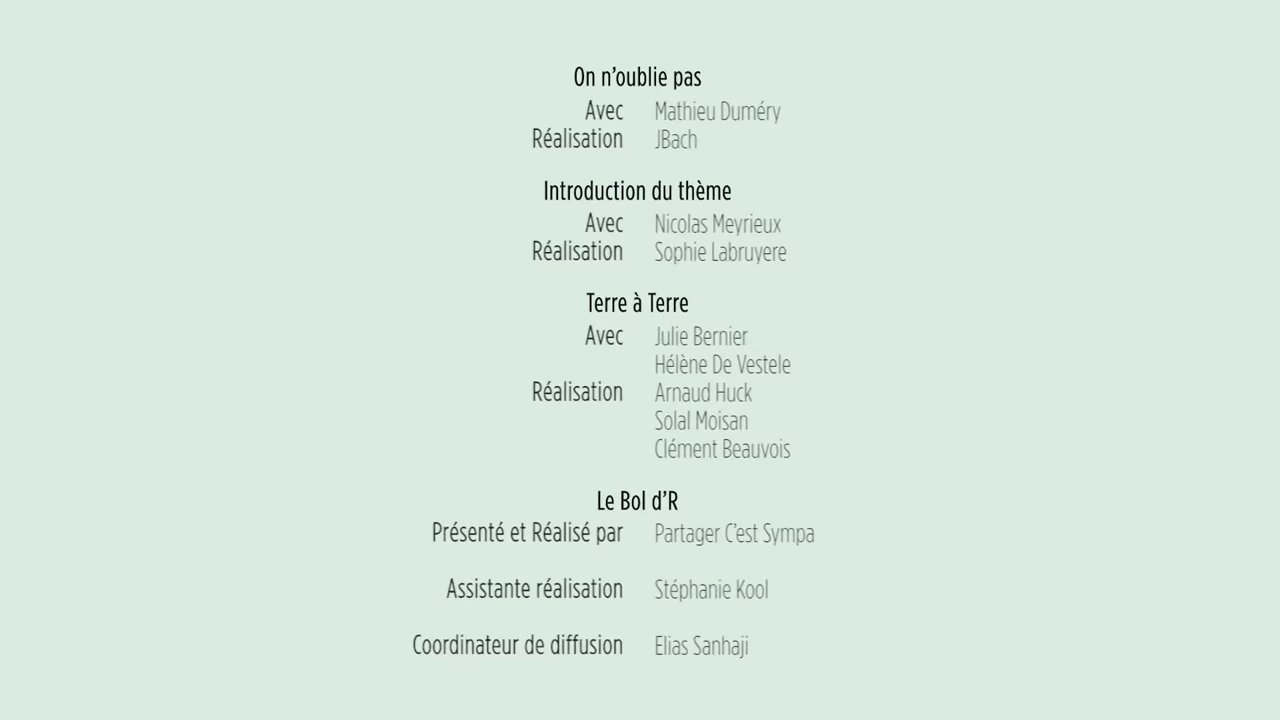 On n’oublie pas
Avec Mathieu Duméry
Réalisation JBach
Introduction du thème
Avec Nicolas Meyrieux
Réalisation Sophie Labruyere
Terre à Terre
Avec Julie Bernier
Hélène De Vestele
Réalisation Arnaud Huck
Solal Moisan
Clément Beauvois
Le Bol d’R
Présenté et Réalisé par Partager C’est Sympa
Assistante réalisation Stéphanie Kool
Coordinateur de diffusion Elias Sanhaji